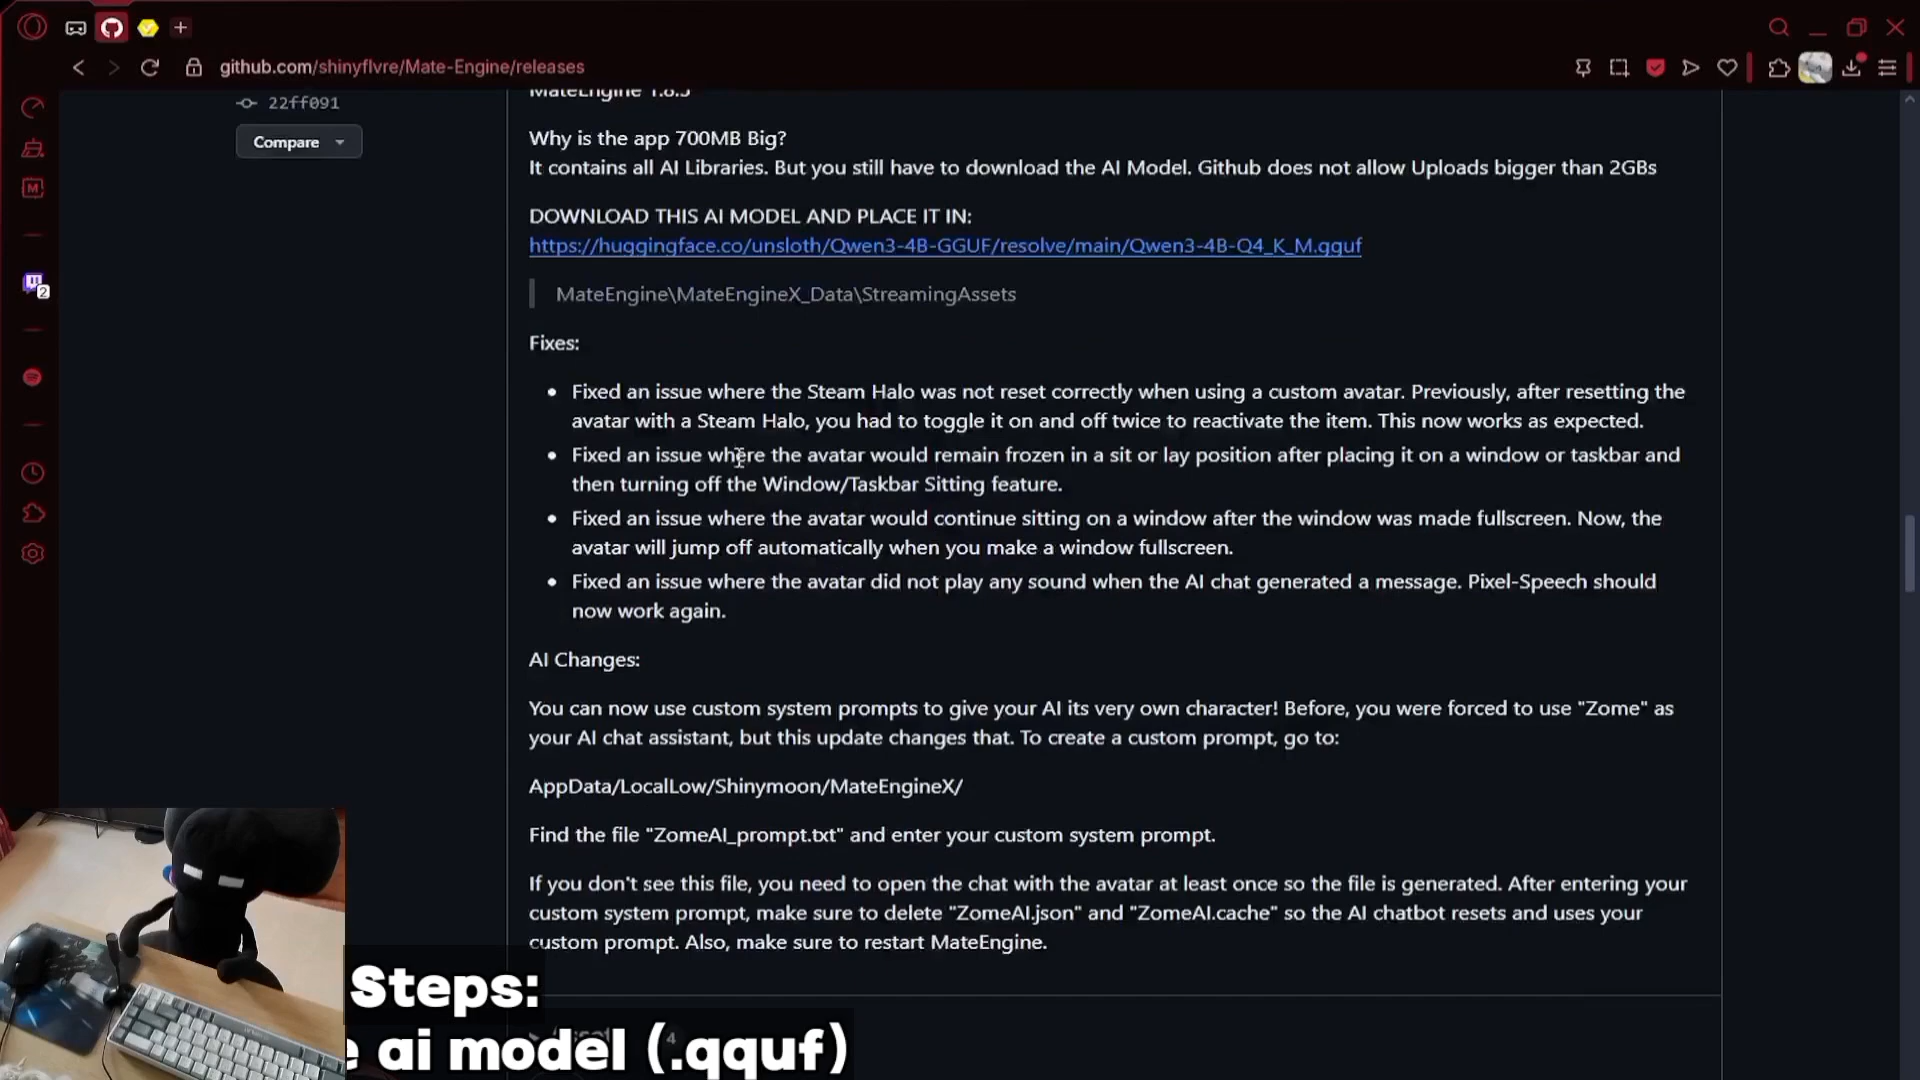 github.com/shinyflvre/Mate-Engine/releases
22ff091
Compare
MateEngine 1.8.5
Why is the app 700MB Big?
It contains all AI Libraries. But you still have to download the AI Model. Github does not allow Uploads bigger than 2GBs
DOWNLOAD THIS AI MODEL AND PLACE IT IN:
https://huggingface.co/unsloth/Qwen3-4B-GGUF/resolve/main/Qwen3-4B-Q4_K_M.gguf
MateEngine\MateEngineX_Data\StreamingAssets
Fixes:
• Fixed an issue where the Steam Halo was not reset correctly when using a custom avatar. Previously, after resetting the
avatar with a Steam Halo, you had to toggle it on and off twice to reactivate the item. This now works as expected.
• Fixed an issue where the avatar would remain frozen in a sit or lay position after placing it on a window or taskbar and
then turning off the Window/Taskbar Sitting feature.
• Fixed an issue where the avatar would continue sitting on a window after the window was made fullscreen. Now, the
avatar will jump off automatically when you make a window fullscreen.
• Fixed an issue where the avatar did not play any sound when the AI chat generated a message. Pixel-Speech should
now work again.
AI Changes:
You can now use custom system prompts to give your AI its very own character! Before, you were forced to use "Zome" as
your AI chat assistant, but this update changes that. To create a custom prompt, go to:
AppData/LocalLow/Shinymoon/MateEngineX/
Find the file "ZomeAI_prompt.txt" and enter your custom system prompt.
If you don't see this file, you need to open the chat with the avatar at least once so the file is generated. After entering your
custom system prompt, make sure to delete "ZomeAI.json" and "ZomeAI.cache" so the AI chatbot resets and uses your
custom prompt. Also, make sure to restart MateEngine.
4
2
M
Steps:
e ai model (.qquf)